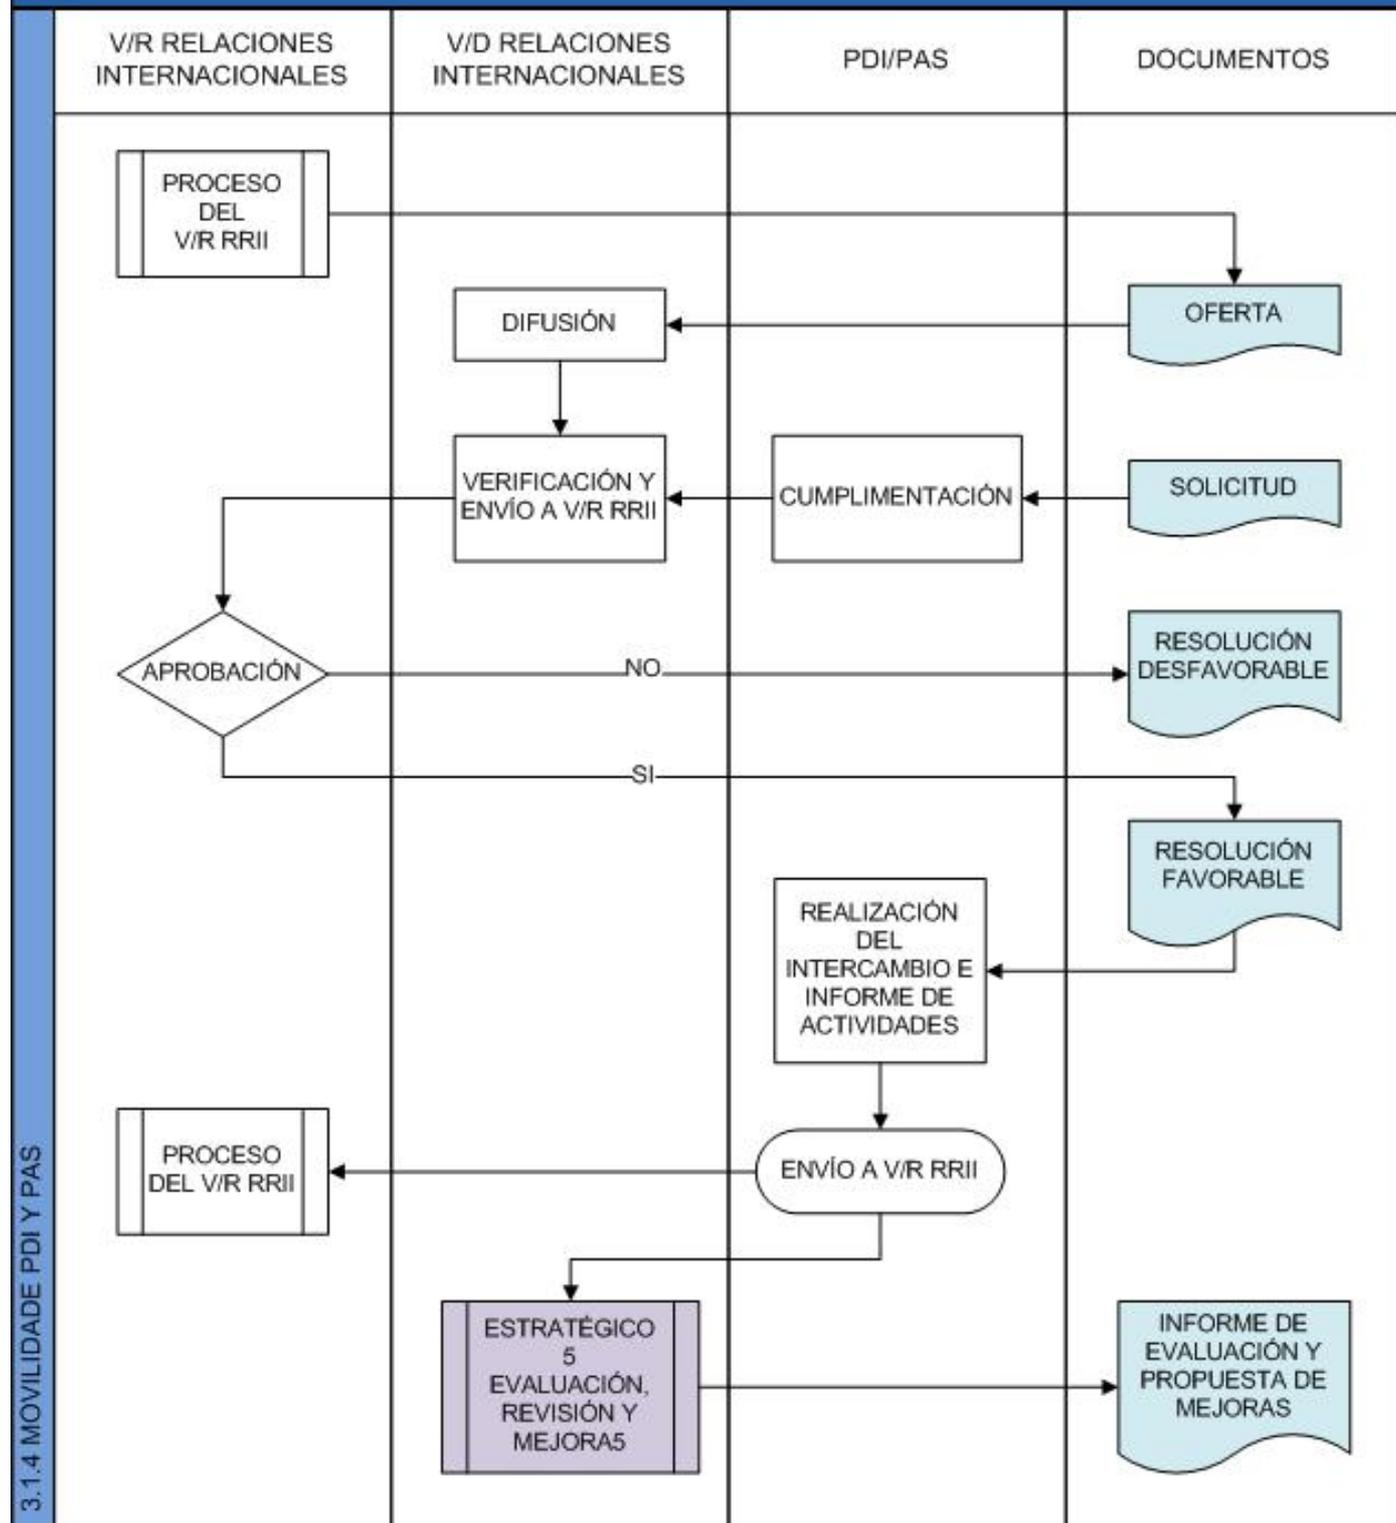 V/R RELACIONES
INTERNACIONALES
V/D RELACIONES
INTERNACIONALES
PDI/PAS
DOCUMENTOS
PROCESO
DEL
V/R RRII
OFERTA
DIFUSIÓN
VERIFICACIÓN Y
ENVÍO A V/R RRII
CUMPLIMENTACIÓN
SOLICITUD
APROBACIÓN
NO
RESOLUCIÓN
DESFAVORABLE
SI
RESOLUCIÓN
FAVORABLE
REALIZACIÓN
DEL
INTERCAMBIO E
INFORME DE
ACTIVIDADES
PROCESO
DEL V/R RRII
ENVÍO A V/R RRII
ESTRATÉGICO
5
EVALUACIÓN,
REVISIÓN Y
MEJORA5
INFORME DE
EVALUACIÓN Y
PROPUESTA DE
MEJORAS
3.1.4 MOVILIDADE PDI Y PAS